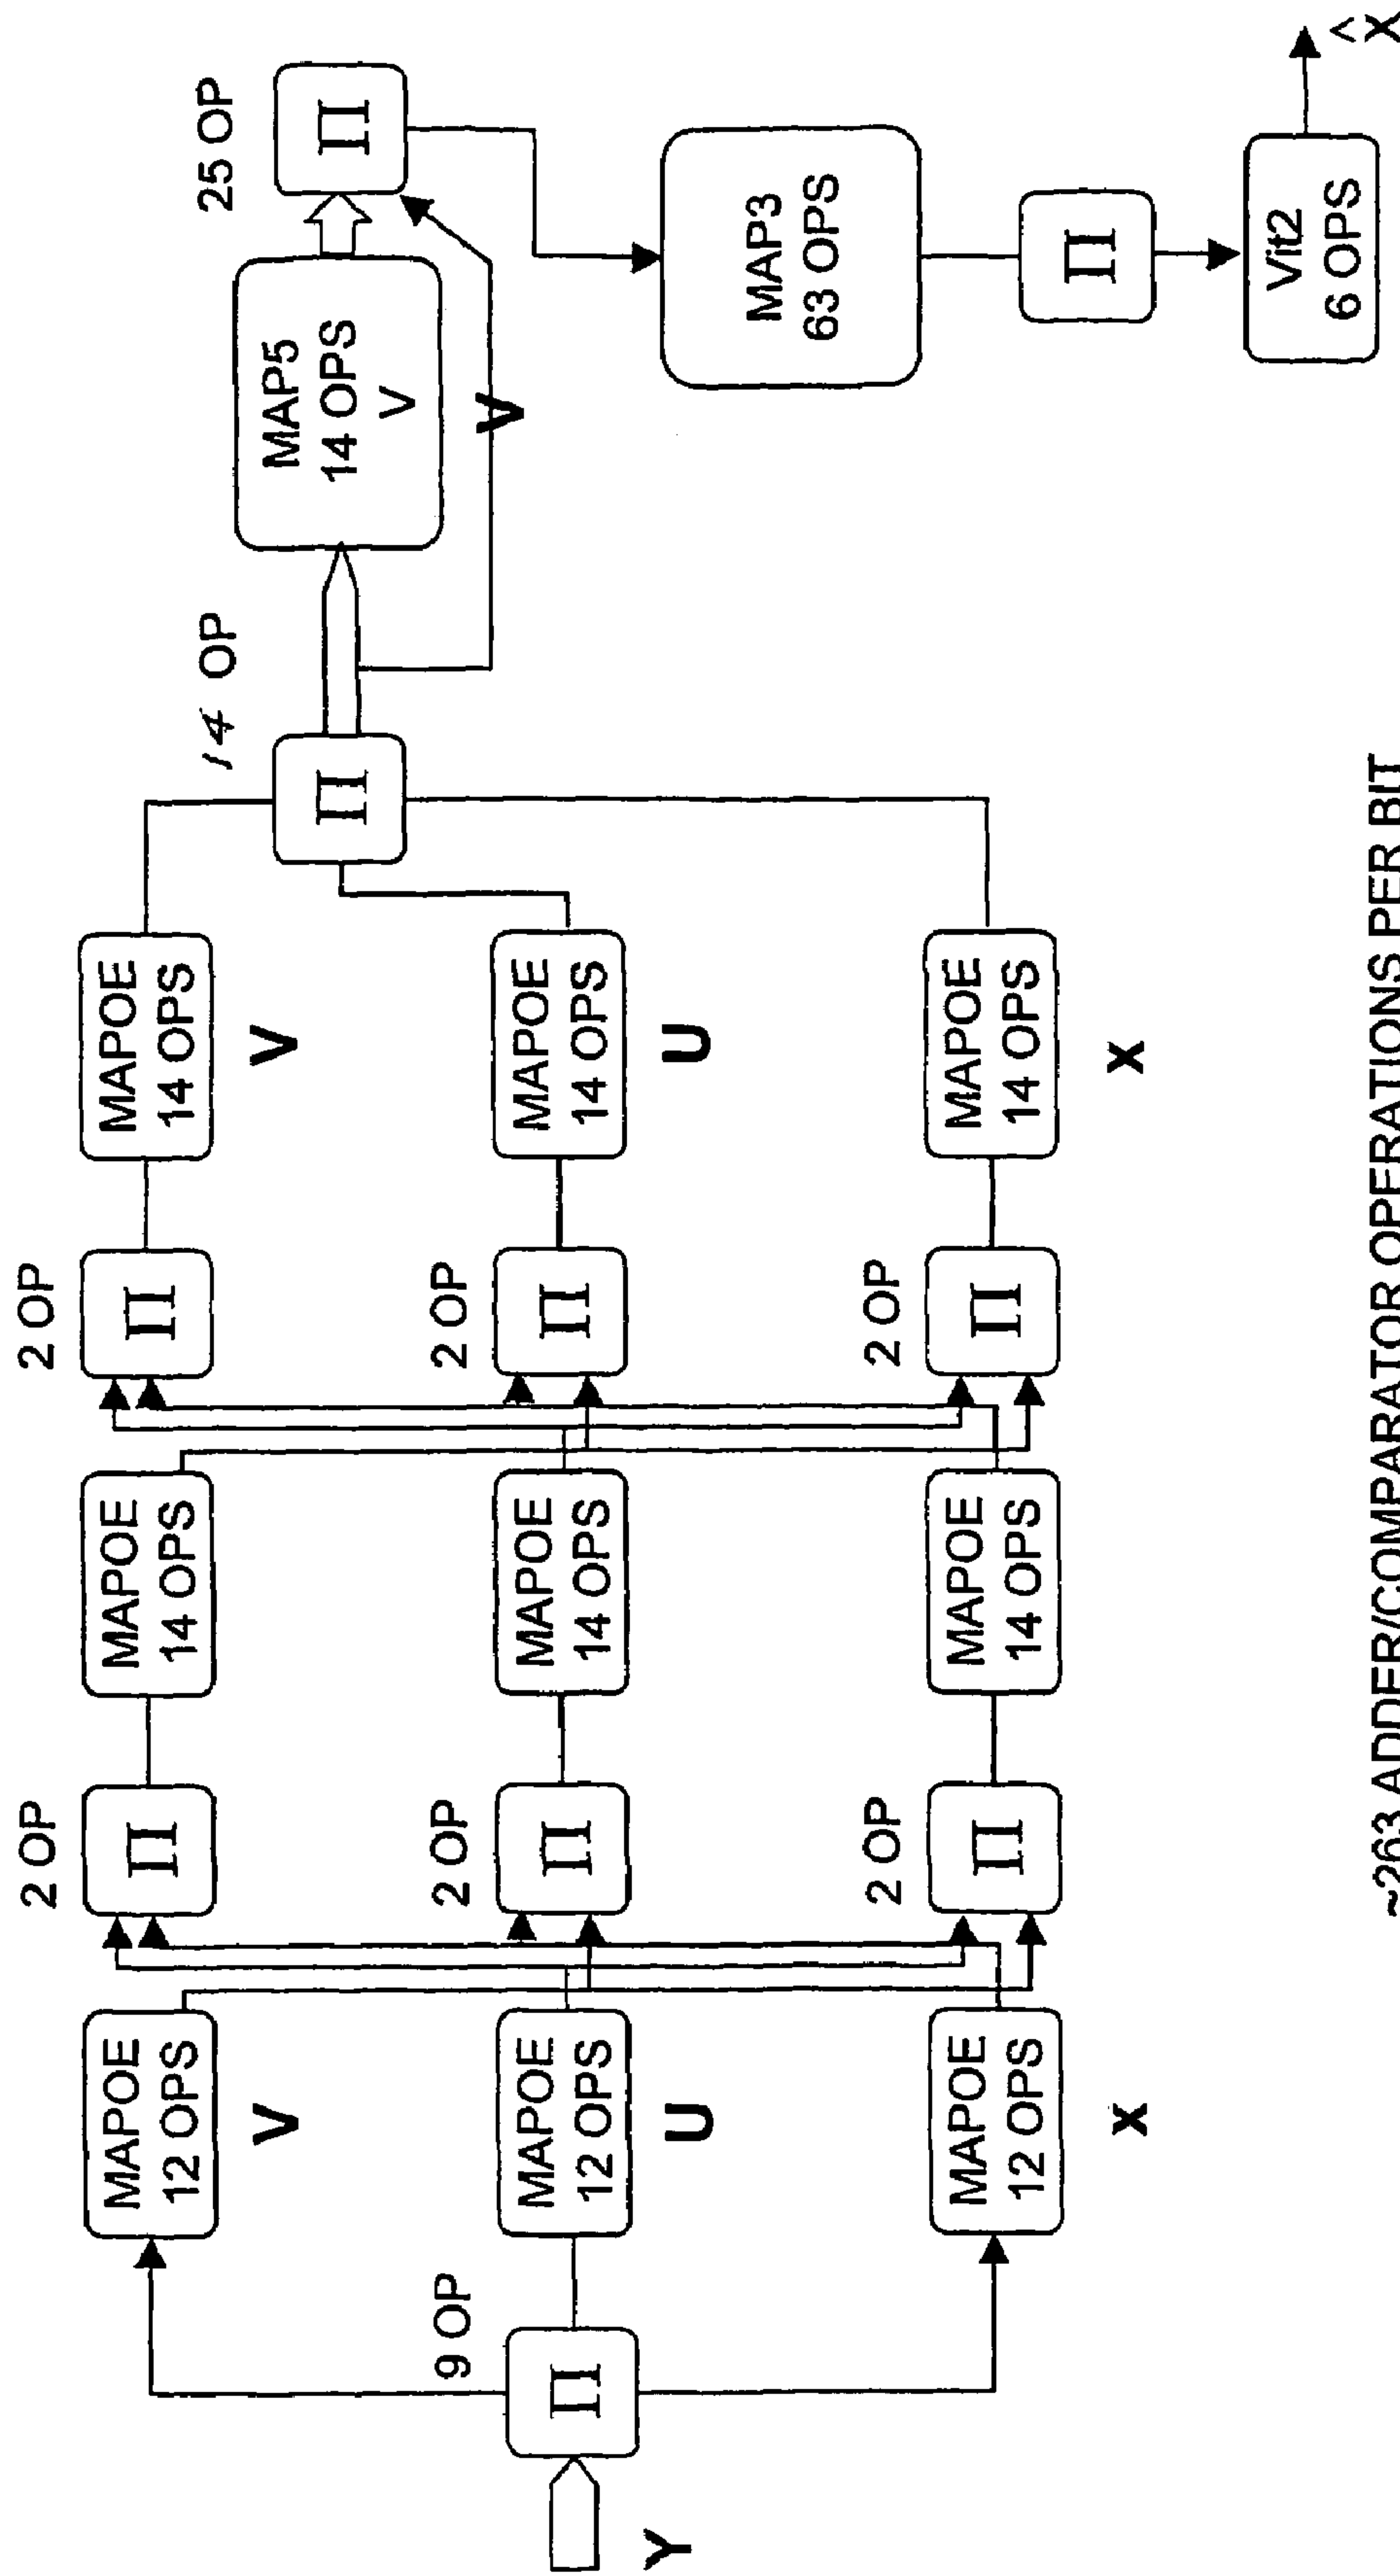 Y
9 OP
Π
MAPOE
12 OPS
V
MAPOE
12 OPS
U
MAPOE
12 OPS
X
2 OP
Π
2 OP
Π
2 OP
Π
MAPOE
14 OPS
MAPOE
14 OPS
MAPOE
14 OPS
2 OP
Π
2 OP
Π
2 OP
Π
MAPOE
14 OPS
V
MAPOE
14 OPS
U
MAPOE
14 OPS
X
14 OP
Π
MAP5
14 OPS
V
V
25 OP
Π
MAP3
63 OPS
Π
Vit2
6 OPS
X̂
~263 ADDER/COMPARATOR OPERATIONS PER BIT